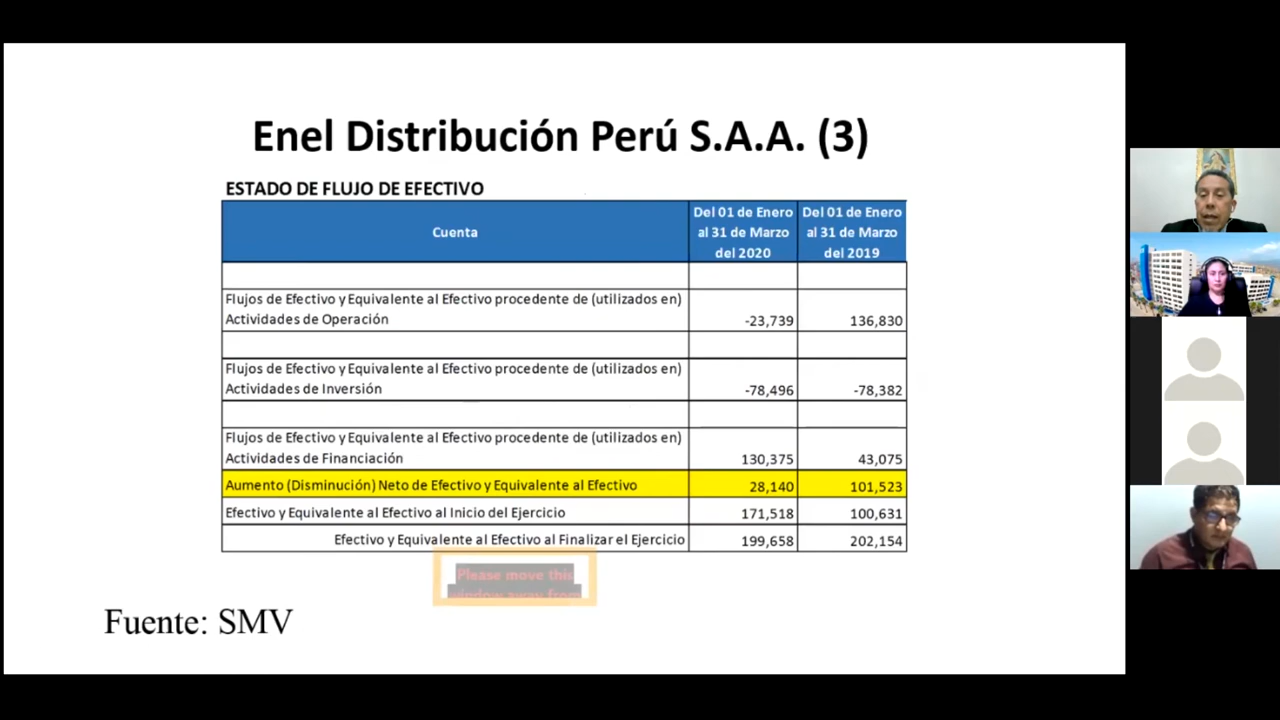 Enel Distribución Perú S.A.A. (3)
ESTADO DE FLUJO DE EFECTIVO
Cuenta
Del 01 de Enero al 31 de Marzo del 2020
Del 01 de Enero al 31 de Marzo del 2019
Flujos de Efectivo y Equivalente al Efectivo procedente de (utilizados en)
Actividades de Operación -23,739 136,830
Flujos de Efectivo y Equivalente al Efectivo procedente de (utilizados en)
Actividades de Inversión -78,496 -78,382
Flujos de Efectivo y Equivalente al Efectivo procedente de (utilizados en)
Actividades de Financiación 130,375 43,075
Aumento (Disminución) Neto de Efectivo y Equivalente al Efectivo 28,140 101,523
Efectivo y Equivalente al Efectivo al Inicio del Ejercicio 171,518 100,631
Efectivo y Equivalente al Efectivo al Finalizar el Ejercicio 199,658 202,154
Please move this
window away from
Fuente: SMV